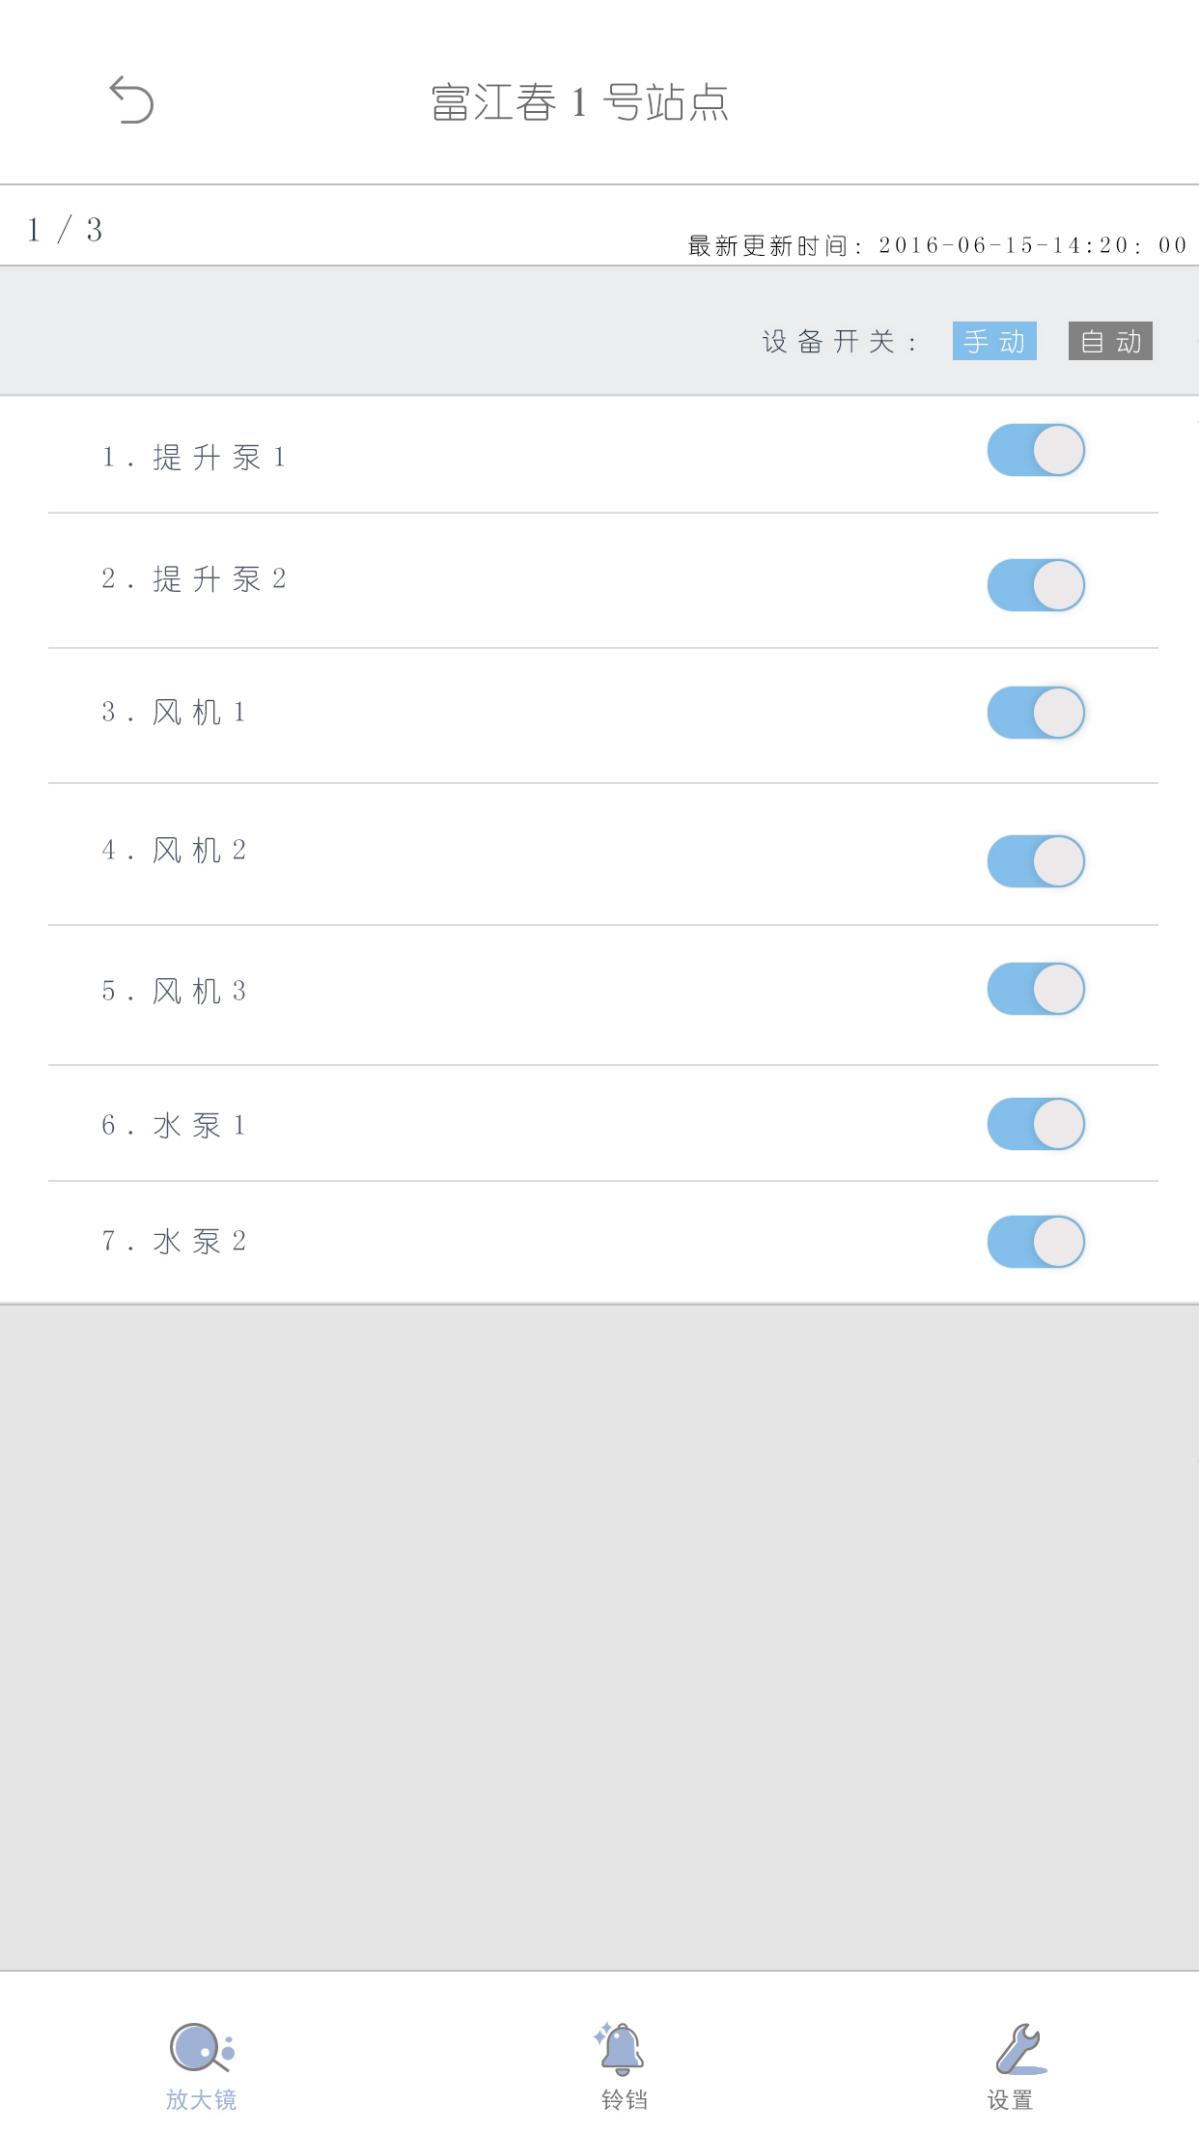 富江春 1 号站点
1 / 3
最新更新时间：2016-06-15-14:20：00
设备开关： 手动 自动
1. 提升泵1
2. 提升泵2
3. 风机1
4. 风机2
5. 风机3
6. 水泵1
7. 水泵2
放大镜 铃铛 设置